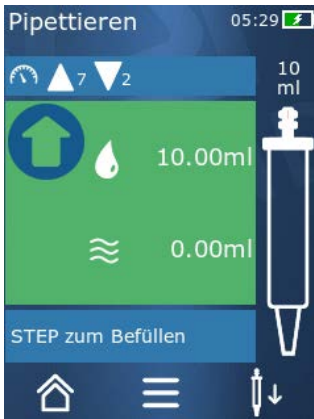 Pipettieren 05:29
7 2
10
ml
10.00ml
0.00ml
STEP zum Befüllen